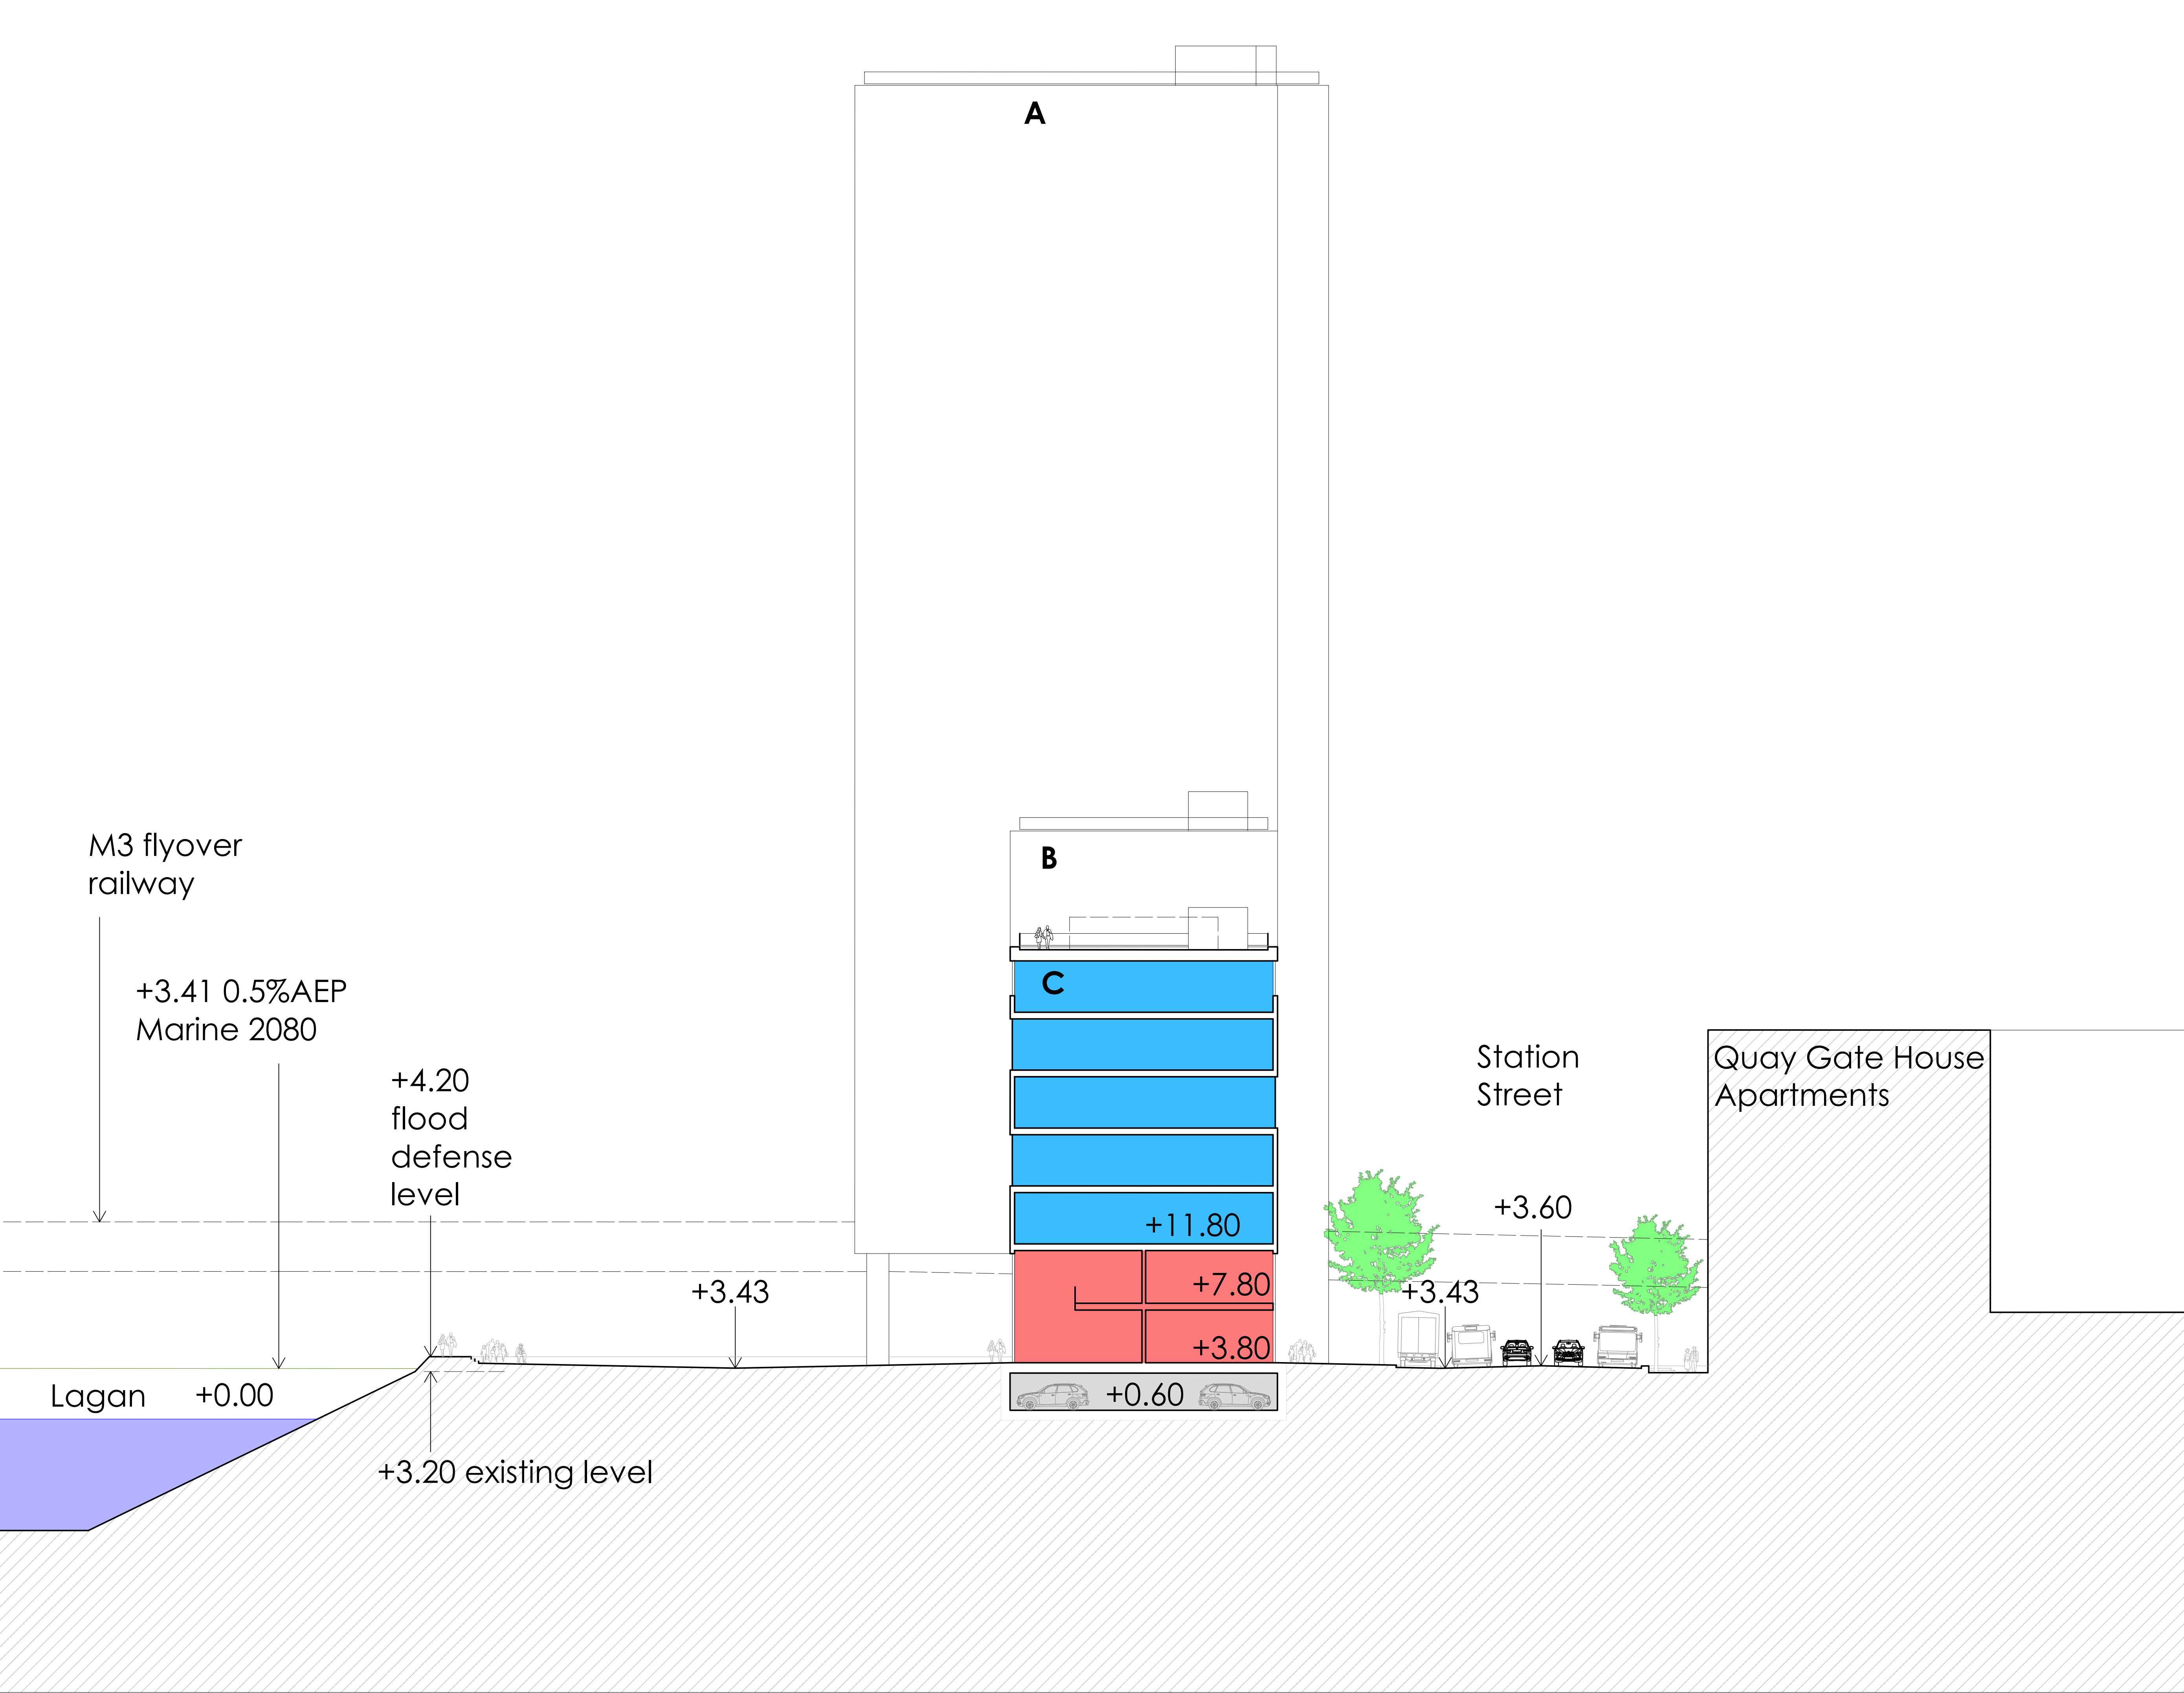 A
B
M3 flyover
railway
C
+3.41 0.5%AEP
Marine 2080
Station
Street
Quay Gate House
Apartments
+4.20
flood
defense
level
+3.60
+11.80
+7.80
+3.43
+3.43
+3.80
Lagan +0.00
+0.60
+3.20 existing level